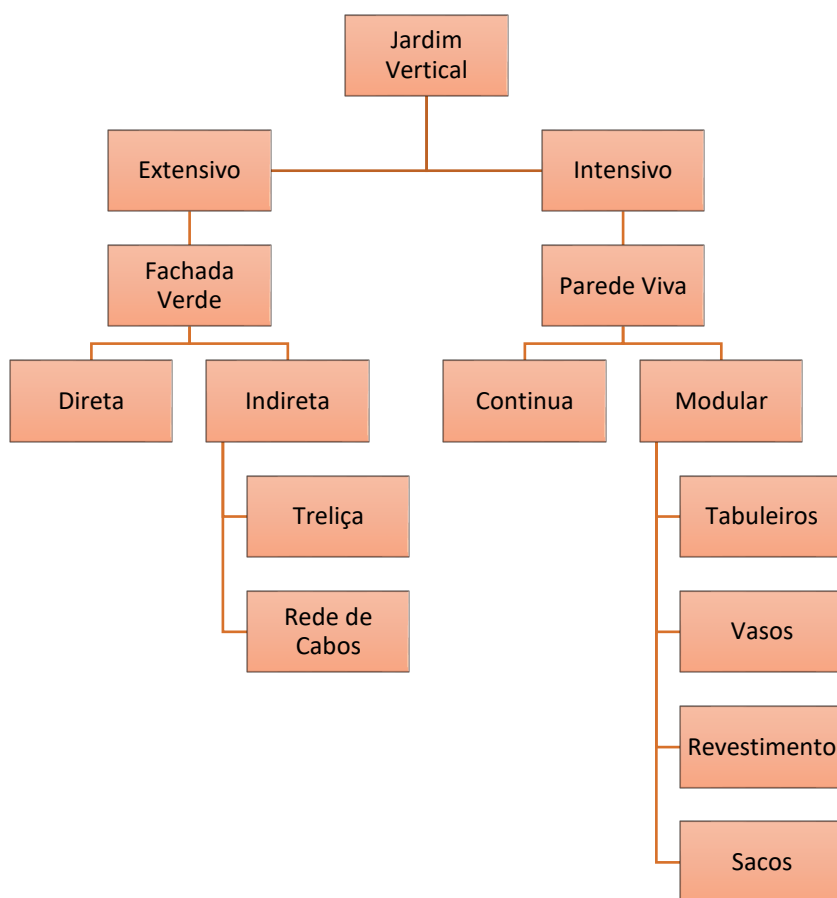 Jardim
Vertical
Extensivo
Intensivo
Fachada
Verde
Parede Viva
Direta
Indireta
Continua
Modular
Treliça
Tabuleiros
Rede de
Cabos
Vasos
Revestimento
Sacos